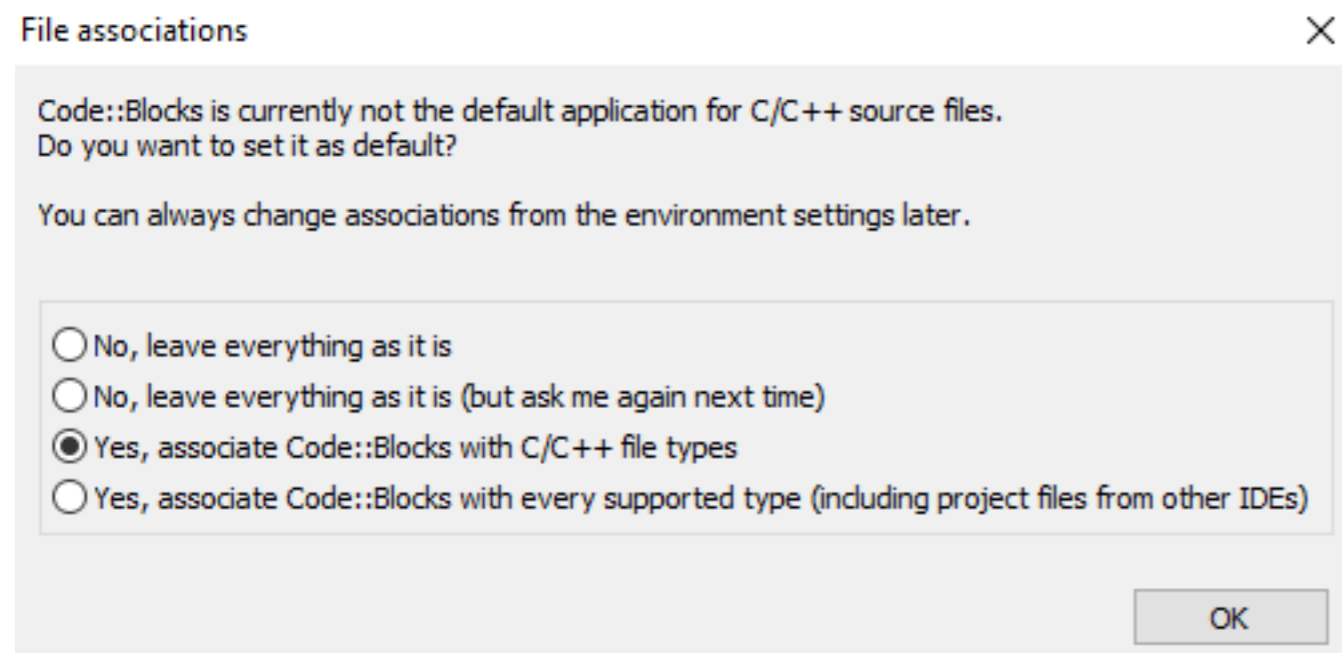 File associations
Code::Blocks is currently not the default application for C/C++ source files.
Do you want to set it as default?
You can always change associations from the environment settings later.
No, leave everything as it is
No, leave everything as it is (but ask me again next time)
Yes, associate Code::Blocks with C/C++ file types
Yes, associate Code::Blocks with every supported type (including project files from other IDEs)
OK